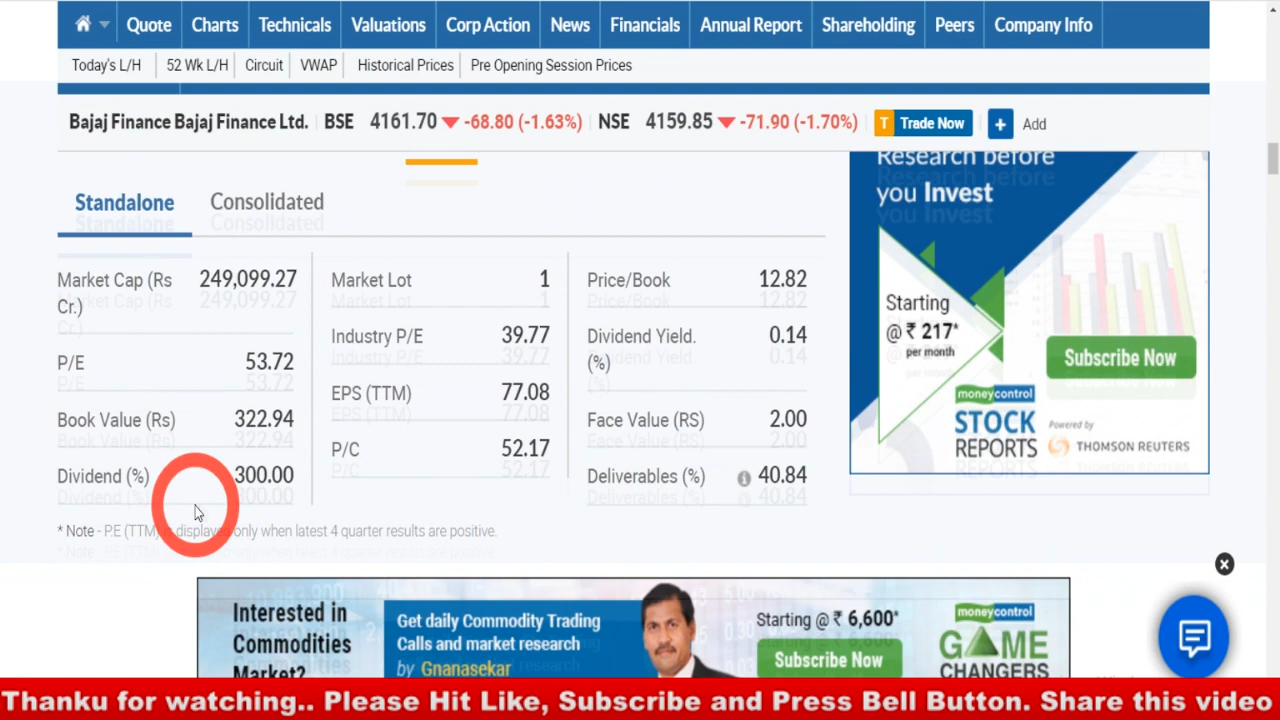 Quote Charts Technicals Valuations Corp Action News Financials Annual Report Shareholding Peers Company Info
Today's L/H 52 Wk L/H Circuit VWAP Historical Prices Pre Opening Session Prices
Bajaj Finance Bajaj Finance Ltd. BSE 4161.70 -68.80 (-1.63%) NSE 4159.85 -71.90 (-1.70%) T Trade Now + Add
Standalone Consolidated
Market Cap (Rs Cr.) 249,099.27
P/E 53.72
Book Value (Rs) 322.94
Dividend (%) 300.00
Market Lot 1
Industry P/E 39.77
EPS (TTM) 77.08
P/C 52.17
Price/Book 12.82
Dividend Yield. (%) 0.14
Face Value (RS) 2.00
Deliverables (%) 40.84
* Note - P.E (TTM) is displayed only when latest 4 quarter results are positive.
Research before
you Invest
Starting
@ ₹ 217*
per month
Subscribe Now
moneycontrol
STOCK
REPORTS
Powered by
THOMSON REUTERS
Interested in
Commodities
Market?
Get daily Commodity Trading
Calls and market research
by Gnanasekar
Starting @ ₹ 6,600*
Subscribe Now
moneycontrol
GAME
CHANGERS
Thanku for watching.. Please Hit Like, Subscribe and Press Bell Button. Share this video